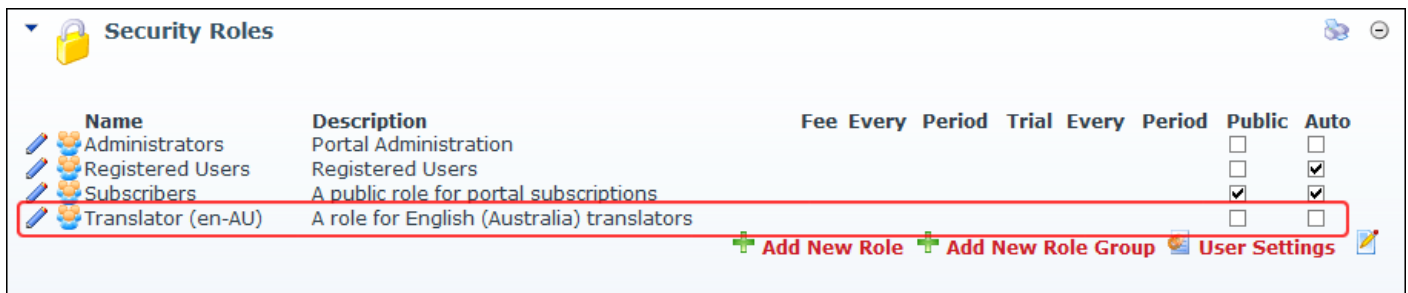 Security Roles
Name Description Fee Every Period Trial Every Period Public Auto
Administrators Portal Administration
Registered Users Registered Users
Subscribers A public role for portal subscriptions
Translator (en-AU) A role for English (Australia) translators
Add New Role Add New Role Group User Settings